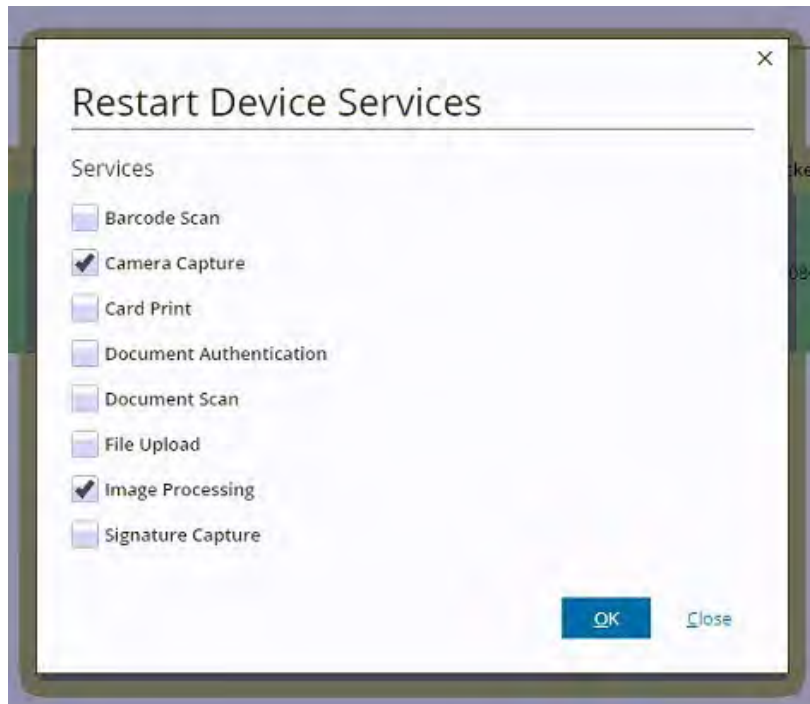 Restart Device Services
Services
Barcode Scan
Camera Capture
Card Print
Document Authentication
Document Scan
File Upload
Image Processing
Signature Capture
OK
Close